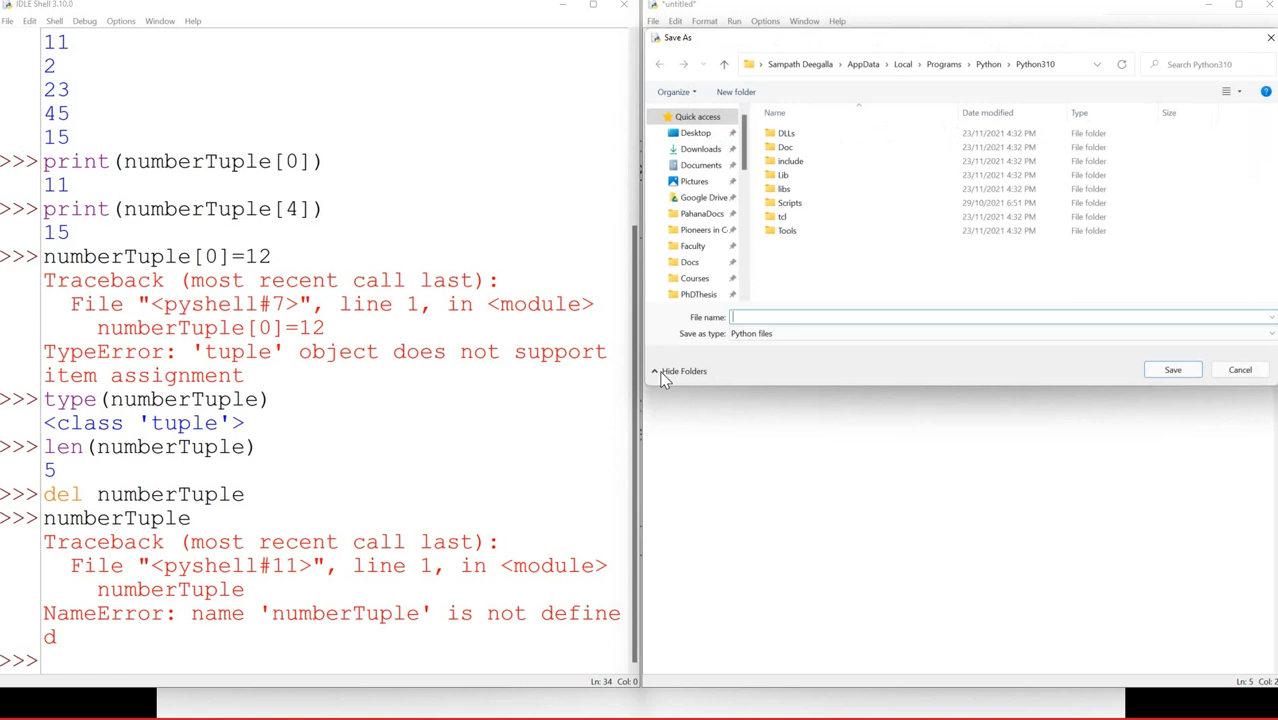 IDLE Shell 3.10.0
File Edit Shell Debug Options Window Help
11
2
23
45
15
>>> print(numberTuple[0])
11
>>> print(numberTuple[4])
15
>>> numberTuple[0]=12
Traceback (most recent call last):
File "<pyshell#7>", line 1, in <module>
numberTuple[0]=12
TypeError: 'tuple' object does not support
item assignment
>>> type(numberTuple)
<class 'tuple'>
>>> len(numberTuple)
5
>>> del numberTuple
>>> numberTuple
Traceback (most recent call last):
File "<pyshell#11>", line 1, in <module>
numberTuple
NameError: name 'numberTuple' is not define
d
>>>
Ln: 34 Col: 0
*untitled*
File Edit Format Run Options Window Help
Save As
Sampath Deegalla > AppData > Local > Programs > Python > Python310
Search Python310
Organize New folder
Quick access
Desktop
Downloads
Documents
Pictures
Google Drive
PahanaDocs
Pioneers in C
Faculty
Docs
Courses
PhDThesis
Name Date modified Type Size
DLLs 23/11/2021 4:32 PM File folder
Doc 23/11/2021 4:32 PM File folder
include 23/11/2021 4:32 PM File folder
Lib 23/11/2021 4:32 PM File folder
libs 23/11/2021 4:32 PM File folder
Scripts 29/10/2021 6:51 PM File folder
tcl 23/11/2021 4:32 PM File folder
Tools 23/11/2021 4:32 PM File folder
File name:
Save as type: Python files
Hide Folders
Save Cancel
Ln: 5 Col: 2